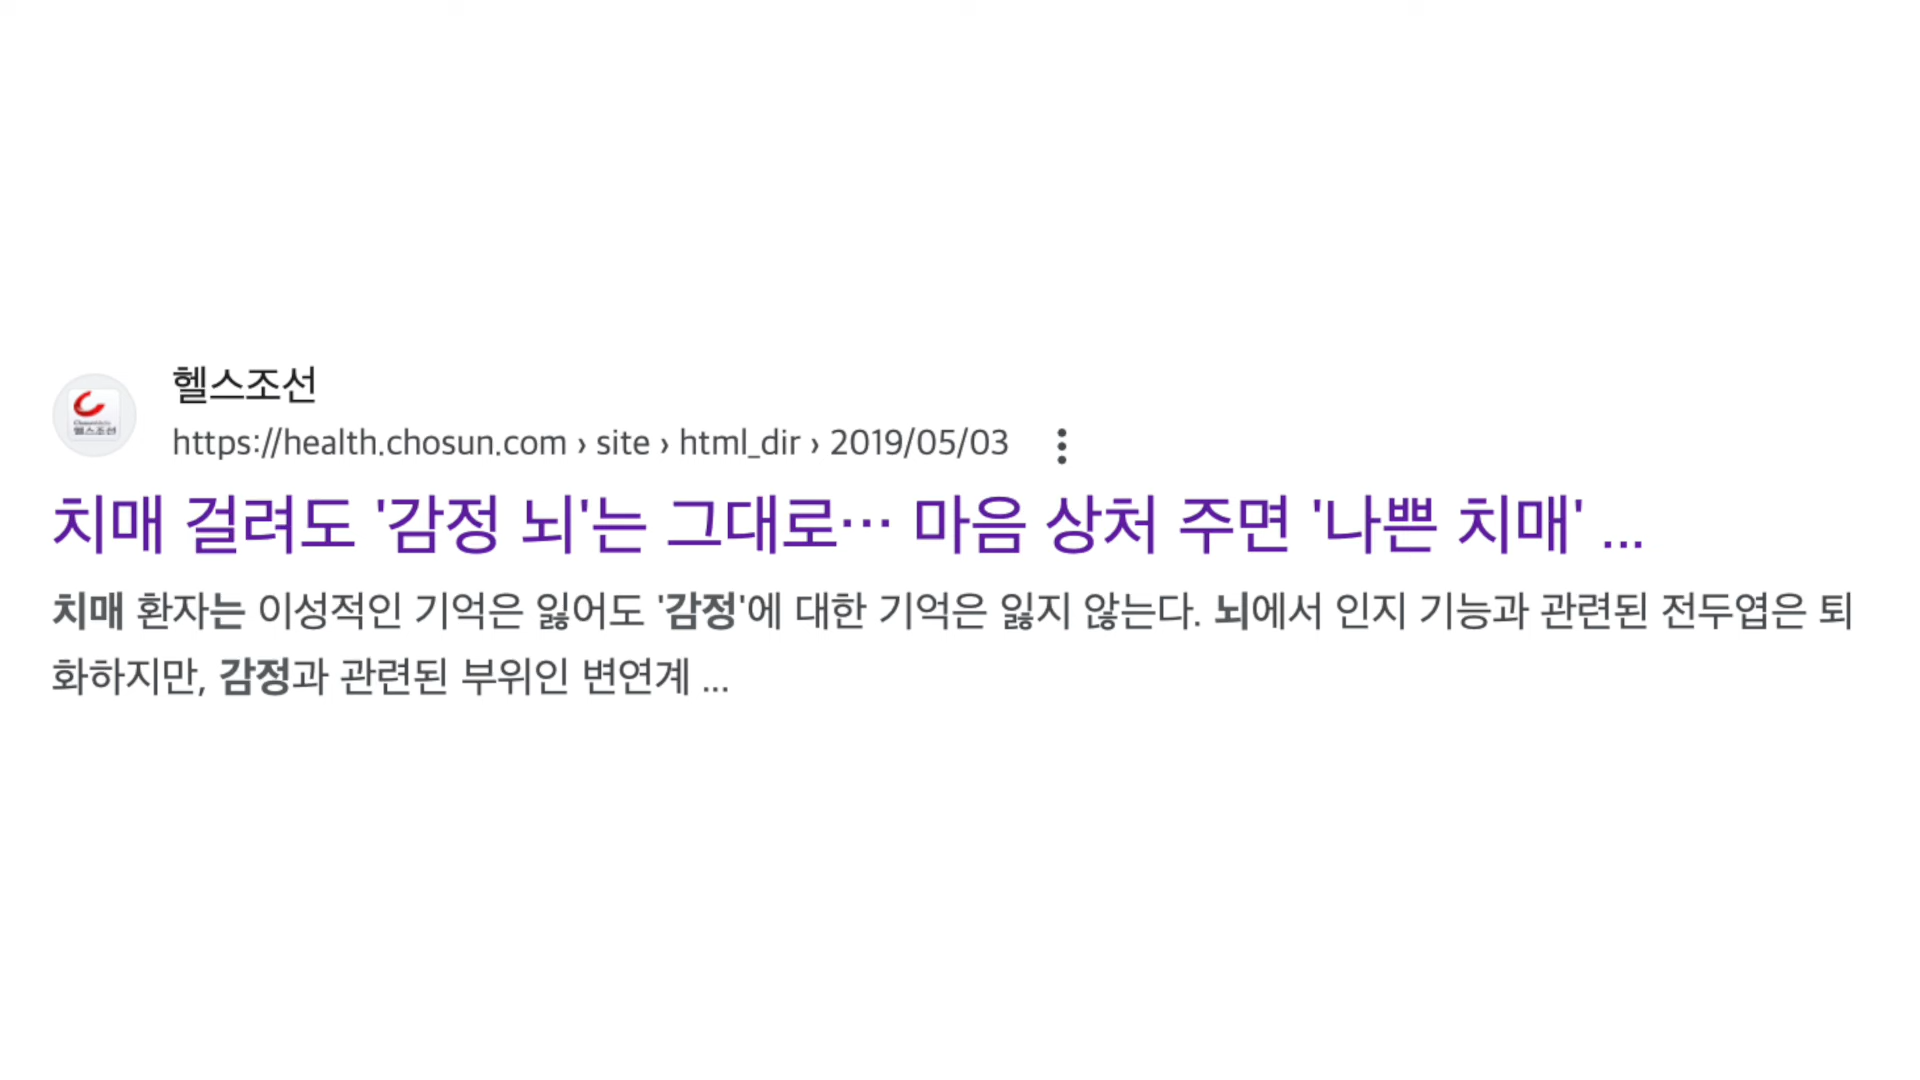 헬스조선
헬스조선
https://health.chosun.com › site › html_dir › 2019/05/03
치매 걸려도 '감정 뇌'는 그대로… 마음 상처 주면 '나쁜 치매' ...
치매 환자는 이성적인 기억은 잃어도 '감정'에 대한 기억은 잃지 않는다. 뇌에서 인지 기능과 관련된 전두엽은 퇴
화하지만, 감정과 관련된 부위인 변연계 ...